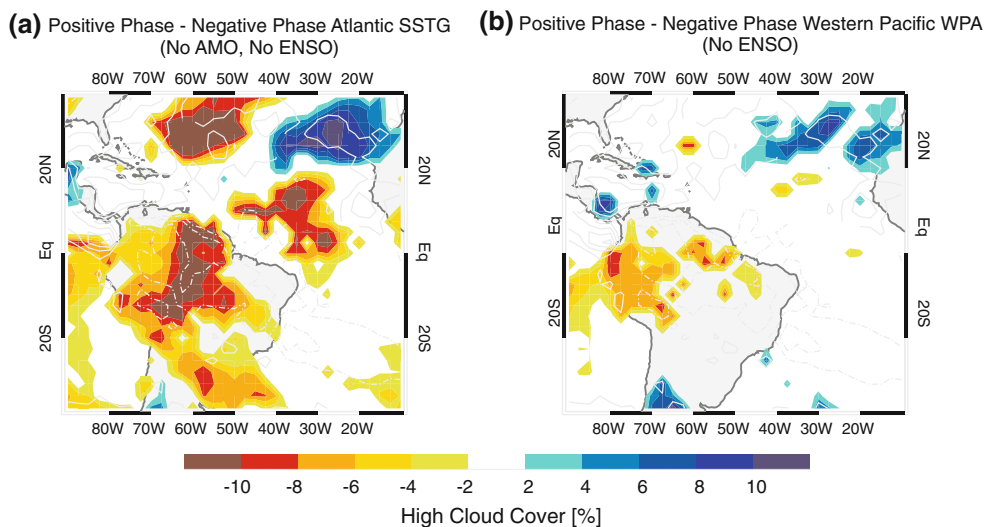 (a) Positive Phase - Negative Phase Atlantic SSTG
(No AMO, No ENSO)
80W 70W 60W 50W 40W 30W 20W
20N
Eq
20S
20N
Eq
20S
80W 70W 60W 50W 40W 30W 20W
(b) Positive Phase - Negative Phase Western Pacific WPA
(No ENSO)
80W 70W 60W 50W 40W 30W 20W
20N
Eq
20S
20N
Eq
20S
80W 70W 60W 50W 40W 30W 20W
-10 -8 -6 -4 -2 2 4 6 8 10
High Cloud Cover [%]